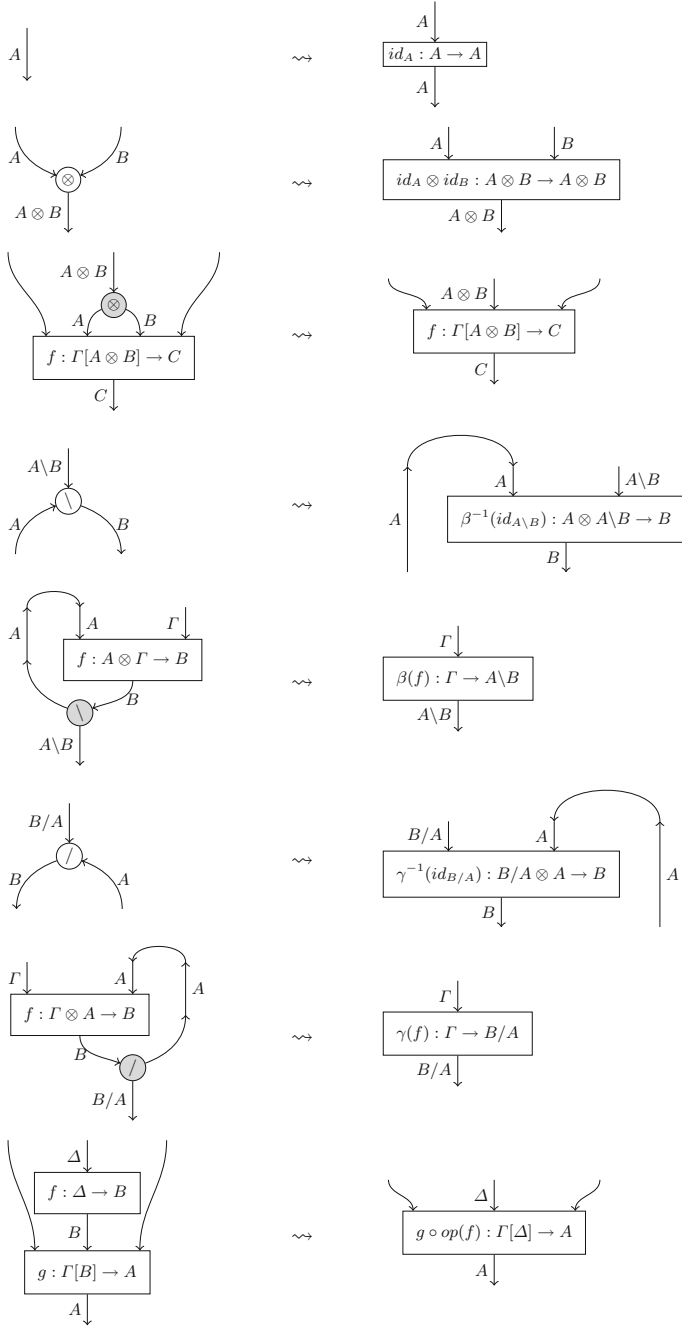 A ⇝ A
id_A : A → A
A
A B ⇝ A B
⊗ id_A ⊗ id_B : A ⊗ B → A ⊗ B
A ⊗ B A ⊗ B
A ⊗ B
⊗ A ⊗ B
A B ⇝
f : Γ[A ⊗ B] → C f : Γ[A ⊗ B] → C
C C
A\B A A\B
\ ⇝
A B A β⁻¹(id_{A\B}) : A ⊗ A\B → B
B
A A Γ Γ
f : A ⊗ Γ → B ⇝ β(f) : Γ → A\B
B
\
A\B A\B
B/A B/A A
/ ⇝
B A γ⁻¹(id_{B/A}) : B/A ⊗ A → B A
B
Γ A A Γ
f : Γ ⊗ A → B ⇝ γ(f) : Γ → B/A
B
/
B/A B/A
Δ
f : Δ → B Δ
B ⇝ g ∘ op(f) : Γ[Δ] → A
g : Γ[B] → A A
A